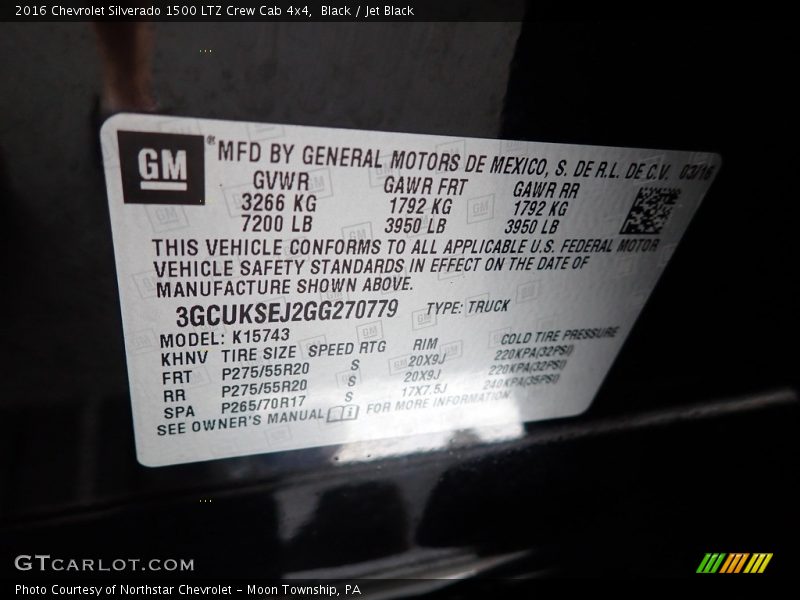 2016 Chevrolet Silverado 1500 LTZ Crew Cab 4x4,  Black / Jet Black
GM® MFD BY GENERAL MOTORS DE MEXICO, S. DE R.L. DE C.V. 03/16
GVWR GAWR FRT GAWR RR
3266 KG 1792 KG 1792 KG
7200 LB 3950 LB 3950 LB
THIS VEHICLE CONFORMS TO ALL APPLICABLE U.S. FEDERAL MOTOR
VEHICLE SAFETY STANDARDS IN EFFECT ON THE DATE OF
MANUFACTURE SHOWN ABOVE.
3GCUKSEJ2GG270779 TYPE: TRUCK
MODEL: K15743
KHNV TIRE SIZE SPEED RTG RIM COLD TIRE PRESSURE
FRT P275/55R20 S 20X9J 220KPA(32PSI)
RR P275/55R20 S 20X9J 220KPA(32PSI)
SPA P265/70R17 S 17X7.5J 240KPA(35PSI)
SEE OWNER'S MANUAL FOR MORE INFORMATION
GTCARLOT.COM
Photo Courtesy of Northstar Chevrolet – Moon Township, PA